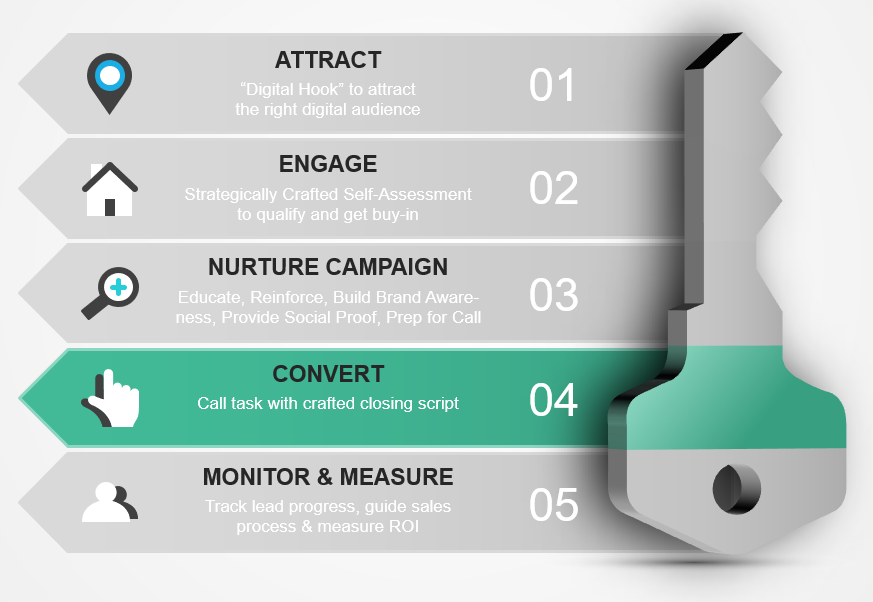 ATTRACT
“Digital Hook” to attract
the right digital audience
01
ENGAGE
Strategically Crafted Self-Assessment
to qualify and get buy-in
02
NURTURE CAMPAIGN
Educate, Reinforce, Build Brand Aware-
ness, Provide Social Proof, Prep for Call
03
CONVERT
Call task with crafted closing script
04
MONITOR & MEASURE
Track lead progress, guide sales
process & measure ROI
05